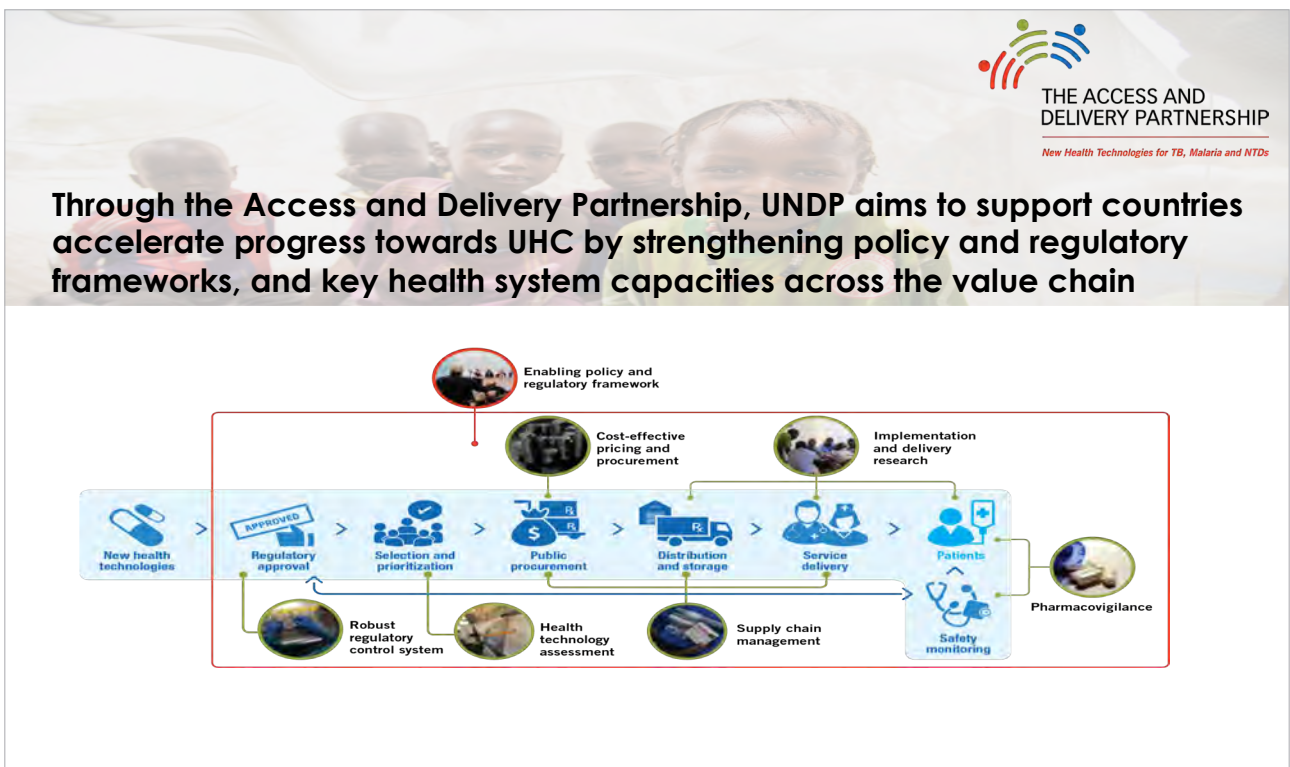 THE ACCESS AND
DELIVERY PARTNERSHIP
New Health Technologies for TB, Malaria and NTDs
Through the Access and Delivery Partnership, UNDP aims to support countries
accelerate progress towards UHC by strengthening policy and regulatory
frameworks, and key health system capacities across the value chain
Enabling policy and
regulatory framework
Cost-effective
pricing and
procurement
Implementation
and delivery
research
APPROVED
℞
℞
$
℞
New health
technologies
>
Regulatory
approval
>
Selection and
prioritization
>
Public
procurement
>
Distribution
and storage
>
Service
delivery
>
Patients
Robust
regulatory
control system
Health
technology
assessment
Supply chain
management
Safety
monitoring
Pharmacovigilance